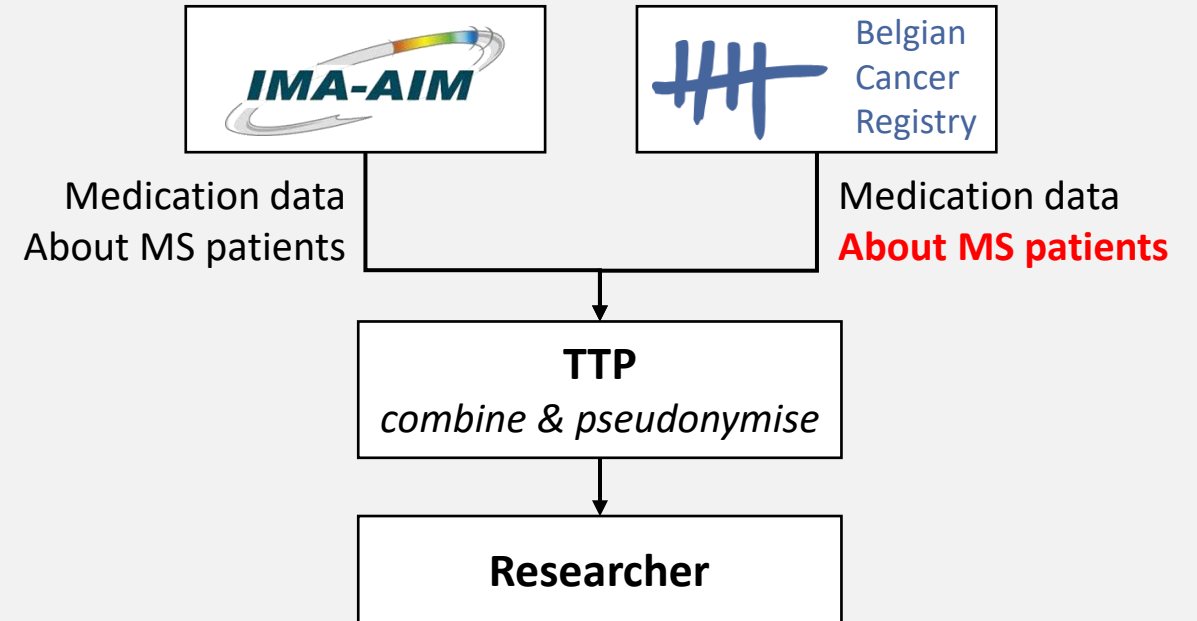 IMA-AIM
Belgian
Cancer
Registry
Medication data
About MS patients
Medication data
About MS patients
TTP
combine & pseudonymise
Researcher